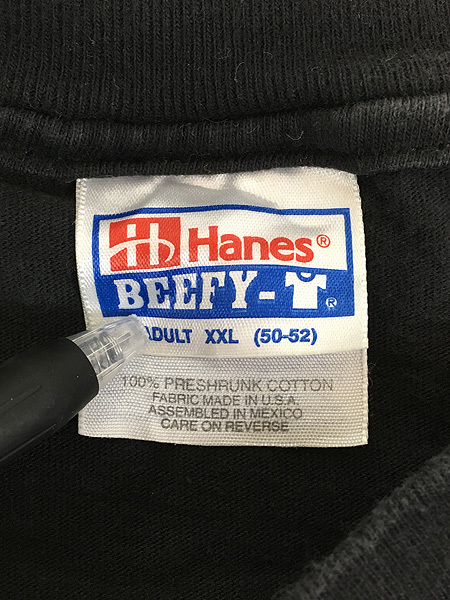 Hanes®
BEEFY-T®
ADULT XXL (50-52)
100% PRESHRUNK COTTON
FABRIC MADE IN U.S.A.
ASSEMBLED IN MEXICO
CARE ON REVERSE